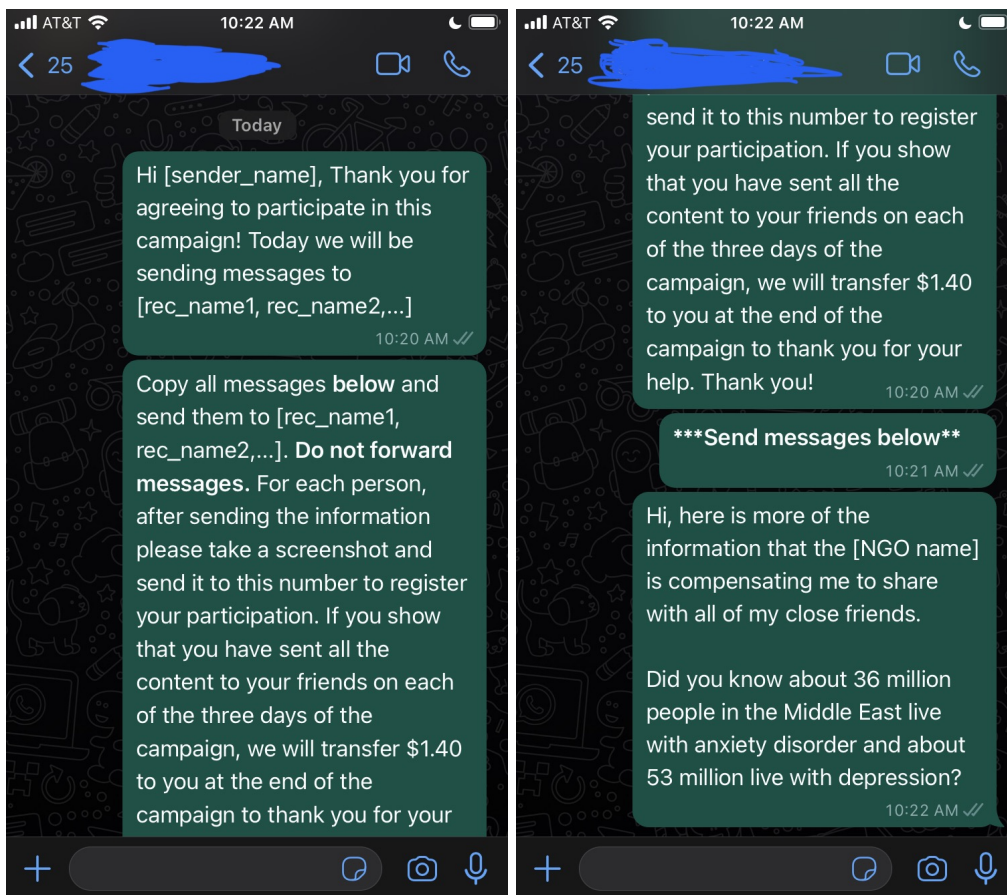 AT&T
10:22 AM
25
Today
Hi [sender_name], Thank you for
agreeing to participate in this
campaign! Today we will be
sending messages to
[rec_name1, rec_name2,...]
10:20 AM
Copy all messages below and
send them to [rec_name1,
rec_name2,...]. Do not forward
messages. For each person,
after sending the information
please take a screenshot and
send it to this number to register
your participation. If you show
that you have sent all the
content to your friends on each
of the three days of the
campaign, we will transfer $1.40
to you at the end of the
campaign to thank you for your
AT&T
10:22 AM
25
send it to this number to register
your participation. If you show
that you have sent all the
content to your friends on each
of the three days of the
campaign, we will transfer $1.40
to you at the end of the
campaign to thank you for your
help. Thank you!
10:20 AM
***Send messages below**
10:21 AM
Hi, here is more of the
information that the [NGO name]
is compensating me to share
with all of my close friends.
Did you know about 36 million
people in the Middle East live
with anxiety disorder and about
53 million live with depression?
10:22 AM